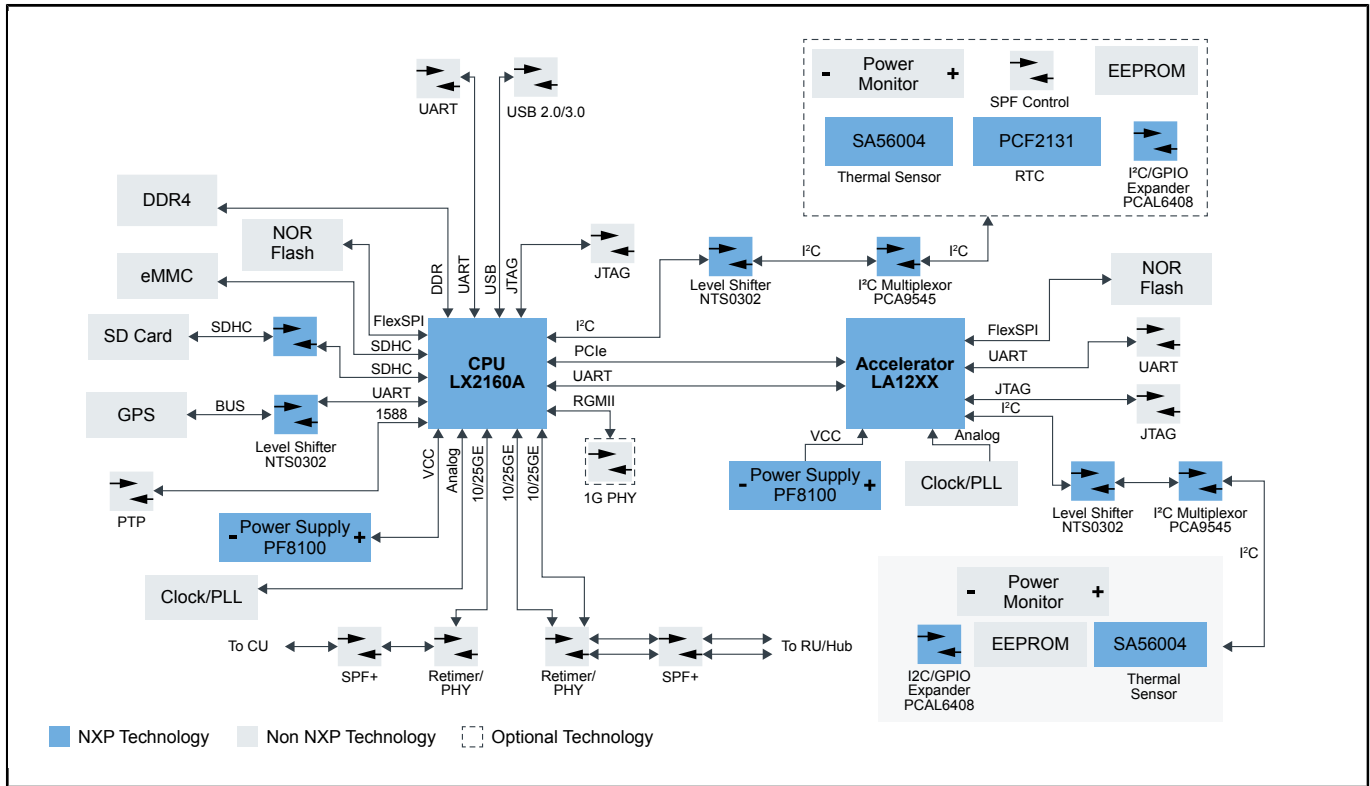 UART
USB 2.0/3.0
- Power
Monitor +
SPF Control
EEPROM
SA56004
Thermal Sensor
PCF2131
RTC
I²C/GPIO
Expander
PCAL6408
DDR4
NOR
Flash
eMMC
SD Card
SDHC
GPS
BUS
Level Shifter
NTS0302
PTP
DDR
UART
USB
JTAG
JTAG
FlexSPI
SDHC
SDHC
UART
1588
CPU
LX2160A
I²C
PCIe
UART
RGMII
1G PHY
Level Shifter
NTS0302
I²C
I²C Multiplexor
PCA9545
I²C
Accelerator
LA12XX
FlexSPI
UART
JTAG
I²C
NOR
Flash
UART
JTAG
VCC
Analog
10/25GE
10/25GE
10/25GE
- Power Supply +
PF8100
Clock/PLL
VCC
- Power Supply +
PF8100
Analog
Clock/PLL
Level Shifter
NTS0302
I²C Multiplexor
PCA9545
I²C
- Power
Monitor +
I2C/GPIO
Expander
PCAL6408
EEPROM
SA56004
Thermal
Sensor
To CU
SPF+
Retimer/
PHY
Retimer/
PHY
SPF+
To RU/Hub
NXP Technology
Non NXP Technology
Optional Technology